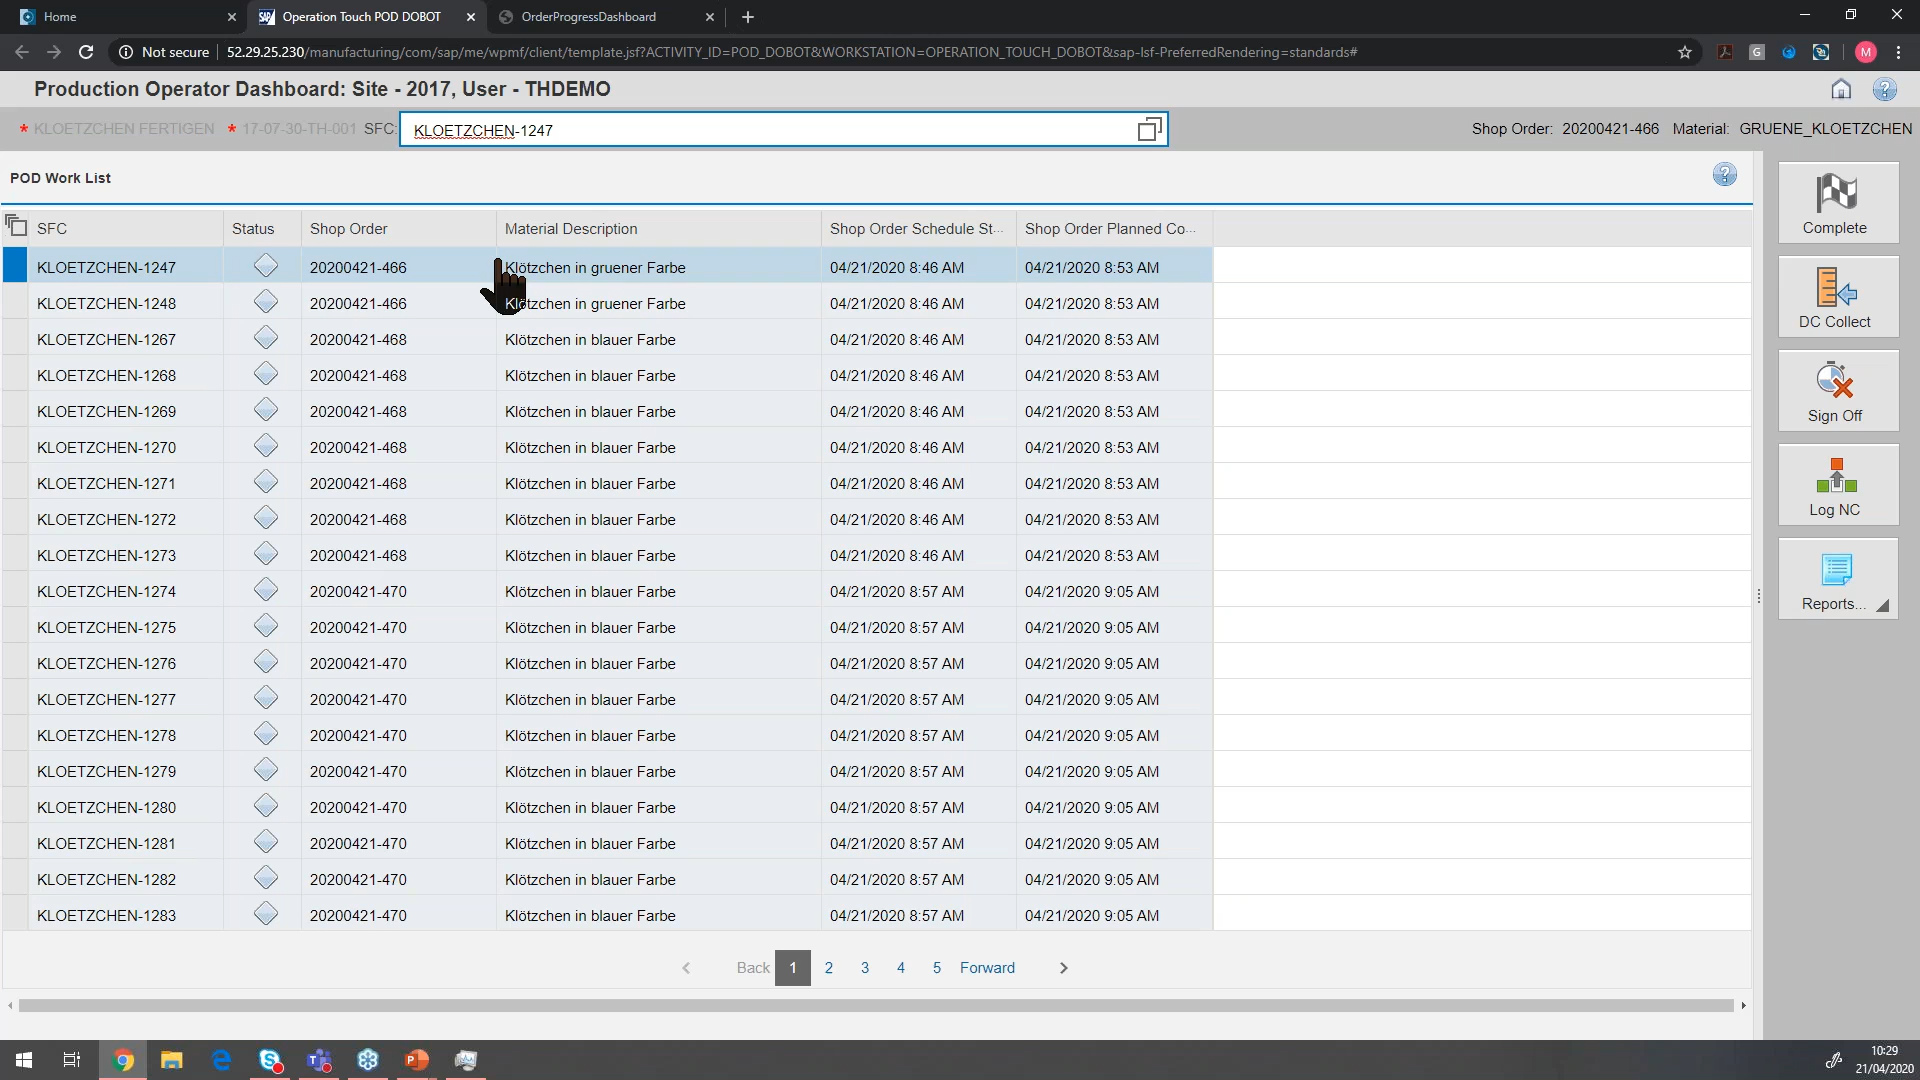 Home
Operation Touch POD DOBOT
OrderProgressDashboard
Not secure
52.29.25.230/manufacturing/com/sap/me/wpmf/client/template.jsf?ACTIVITY_ID=POD_DOBOT&WORKSTATION=OPERATION_TOUCH_DOBOT&sap-lsf-PreferredRendering=standards#
Production Operator Dashboard: Site - 2017, User - THDEMO
* KLOETZCHEN FERTIGEN * 17-07-30-TH-001 SFC: KLOETZCHEN-1247 Shop Order: 20200421-466 Material: GRUENE_KLOETZCHEN
POD Work List
SFC Status Shop Order Material Description Shop Order Schedule St... Shop Order Planned Co...
KLOETZCHEN-1247 20200421-466 Klötzchen in gruener Farbe 04/21/2020 8:46 AM 04/21/2020 8:53 AM
KLOETZCHEN-1248 20200421-466 Klötzchen in gruener Farbe 04/21/2020 8:46 AM 04/21/2020 8:53 AM
KLOETZCHEN-1267 20200421-468 Klötzchen in blauer Farbe 04/21/2020 8:46 AM 04/21/2020 8:53 AM
KLOETZCHEN-1268 20200421-468 Klötzchen in blauer Farbe 04/21/2020 8:46 AM 04/21/2020 8:53 AM
KLOETZCHEN-1269 20200421-468 Klötzchen in blauer Farbe 04/21/2020 8:46 AM 04/21/2020 8:53 AM
KLOETZCHEN-1270 20200421-468 Klötzchen in blauer Farbe 04/21/2020 8:46 AM 04/21/2020 8:53 AM
KLOETZCHEN-1271 20200421-468 Klötzchen in blauer Farbe 04/21/2020 8:46 AM 04/21/2020 8:53 AM
KLOETZCHEN-1272 20200421-468 Klötzchen in blauer Farbe 04/21/2020 8:46 AM 04/21/2020 8:53 AM
KLOETZCHEN-1273 20200421-468 Klötzchen in blauer Farbe 04/21/2020 8:46 AM 04/21/2020 8:53 AM
KLOETZCHEN-1274 20200421-470 Klötzchen in blauer Farbe 04/21/2020 8:57 AM 04/21/2020 9:05 AM
KLOETZCHEN-1275 20200421-470 Klötzchen in blauer Farbe 04/21/2020 8:57 AM 04/21/2020 9:05 AM
KLOETZCHEN-1276 20200421-470 Klötzchen in blauer Farbe 04/21/2020 8:57 AM 04/21/2020 9:05 AM
KLOETZCHEN-1277 20200421-470 Klötzchen in blauer Farbe 04/21/2020 8:57 AM 04/21/2020 9:05 AM
KLOETZCHEN-1278 20200421-470 Klötzchen in blauer Farbe 04/21/2020 8:57 AM 04/21/2020 9:05 AM
KLOETZCHEN-1279 20200421-470 Klötzchen in blauer Farbe 04/21/2020 8:57 AM 04/21/2020 9:05 AM
KLOETZCHEN-1280 20200421-470 Klötzchen in blauer Farbe 04/21/2020 8:57 AM 04/21/2020 9:05 AM
KLOETZCHEN-1281 20200421-470 Klötzchen in blauer Farbe 04/21/2020 8:57 AM 04/21/2020 9:05 AM
KLOETZCHEN-1282 20200421-470 Klötzchen in blauer Farbe 04/21/2020 8:57 AM 04/21/2020 9:05 AM
KLOETZCHEN-1283 20200421-470 Klötzchen in blauer Farbe 04/21/2020 8:57 AM 04/21/2020 9:05 AM
Back 1 2 3 4 5 Forward
Complete
DC Collect
Sign Off
Log NC
Reports...
10:29
21/04/2020